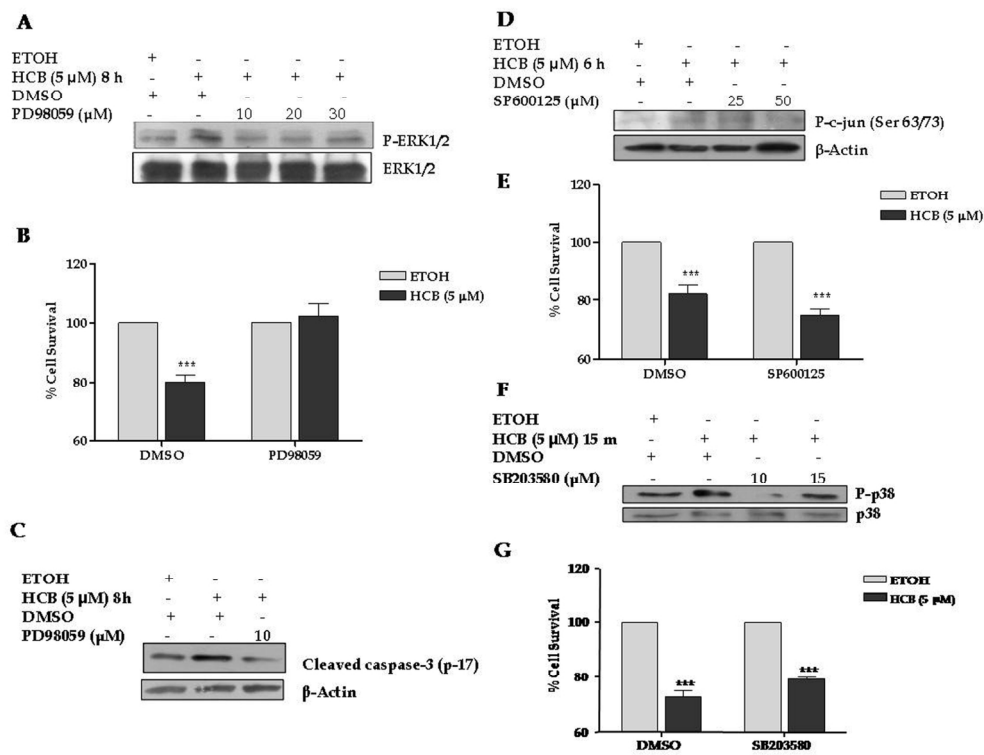 A
ETOH + - - - -
HCB (5 µM) 8 h - + + + +
DMSO + + - - -
PD98059 (µM) - - 10 20 30
P-ERK1/2
ERK1/2
B
120
100
80
60
% Cell Survival
***
DMSO
PD98059
ETOH
HCB (5 µM)
C
ETOH + - -
HCB (5 µM) 8h - + +
DMSO + + -
PD98059 (µM) - - 10
Cleaved caspase-3 (p-17)
β-Actin
D
ETOH + - - -
HCB (5 µM) 6 h - + + +
DMSO + + - -
SP600125 (µM) - - 25 50
P-c-jun (Ser 63/73)
β-Actin
E
120
100
80
60
% Cell Survival
***
***
DMSO
SP600125
ETOH
HCB (5 µM)
F
ETOH + - - -
HCB (5 µM) 15 m - + + +
DMSO + + - -
SB203580 (µM) - - 10 15
P-p38
p38
G
120
100
80
60
% Cell Survival
***
***
DMSO
SB203580
ETOH
HCB (5 µM)